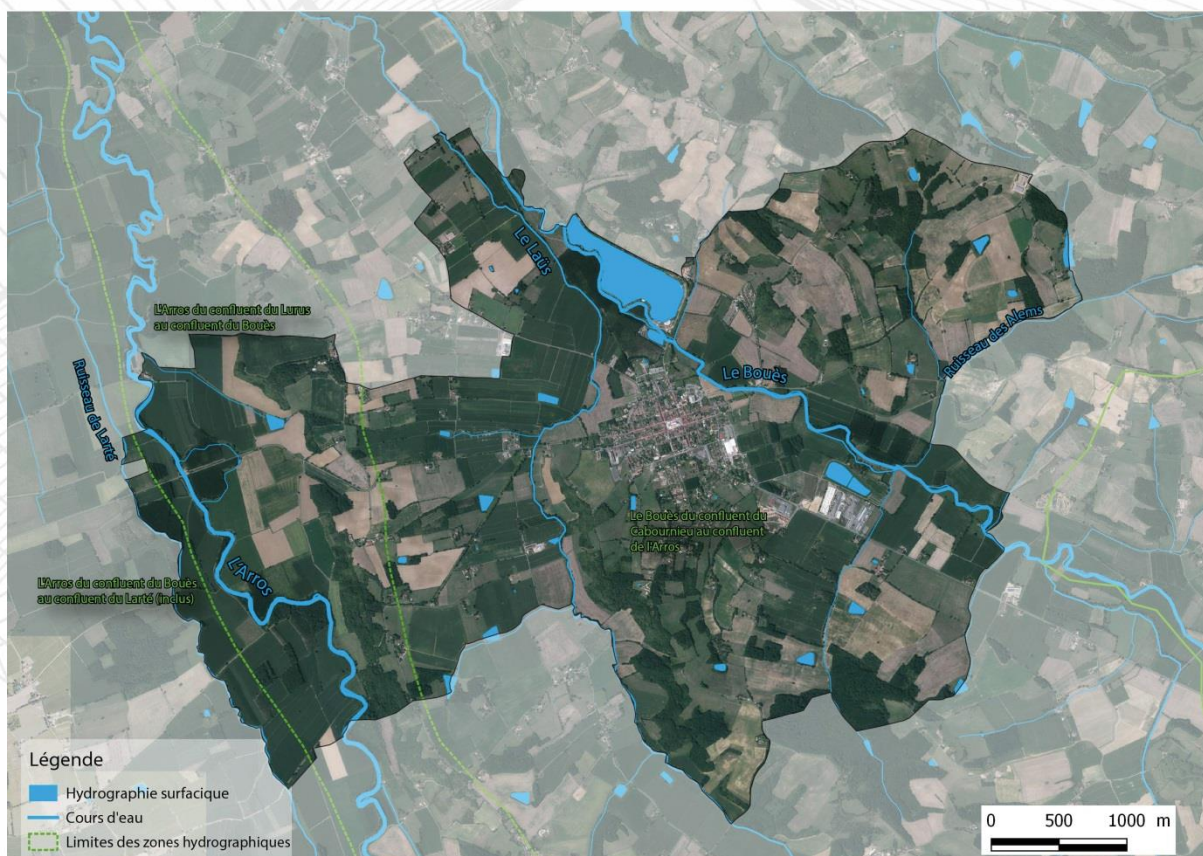 Le Laüs
L'Arros du confluent du Lurus
au confluent du Bouès
Ruisseau de Larté
Le Bouès
Ruisseau des Alems
Le Bouès du confluent du
Cabournieu au confluent
de l'Arros
L'Arros
L'Arros du confluent du Bouès
au confluent du Larté (inclus)
Légende
Hydrographie surfacique
Cours d'eau
Limites des zones hydrographiques
0 500 1000 m